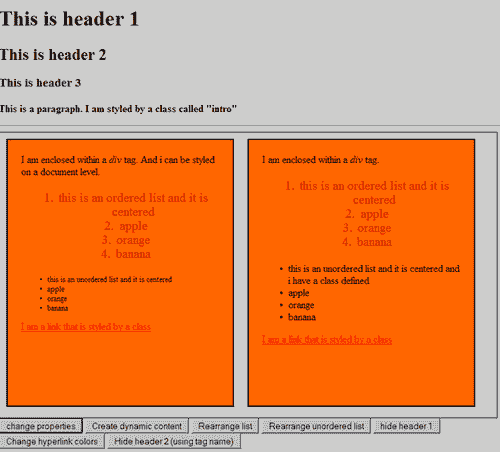 This is header 1
This is header 2
This is header 3
This is a paragraph. I am styled by a class called "intro"
I am enclosed within a div tag. And i can be styled
on a document level.
1. this is an ordered list and it is
centered
2. apple
3. orange
4. banana
• this is an unordered list and it is centered
• apple
• orange
• banana
I am a link that is styled by a class
I am enclosed within a div tag.
1. this is an ordered list and it is
centered
2. apple
3. orange
4. banana
• this is an unordered list and it is centered and
i have a class defined
• apple
• orange
• banana
I am a link that is styled by a class
change properties Create dynamic content Rearrange list Rearrange unordered list hide header 1
Change hyperlink colors Hide header 2 (using tag name)